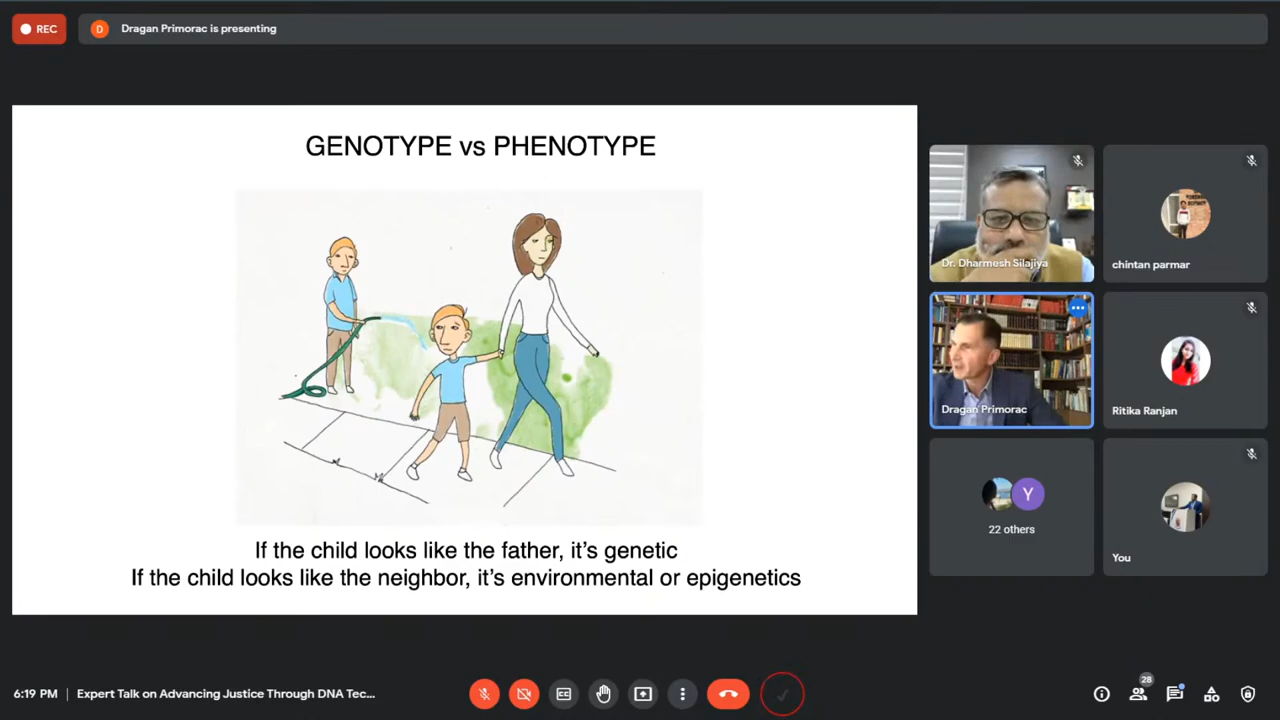 REC
D
Dragan Primorac is presenting
GENOTYPE vs PHENOTYPE
If the child looks like the father, it's genetic
If the child looks like the neighbor, it's environmental or epigenetics
Dr. Dharmesh Silajiya
chintan parmar
Dragan Primorac
Ritika Ranjan
Y
22 others
You
6:19 PM | Expert Talk on Advancing Justice Through DNA Tec...
CC
28